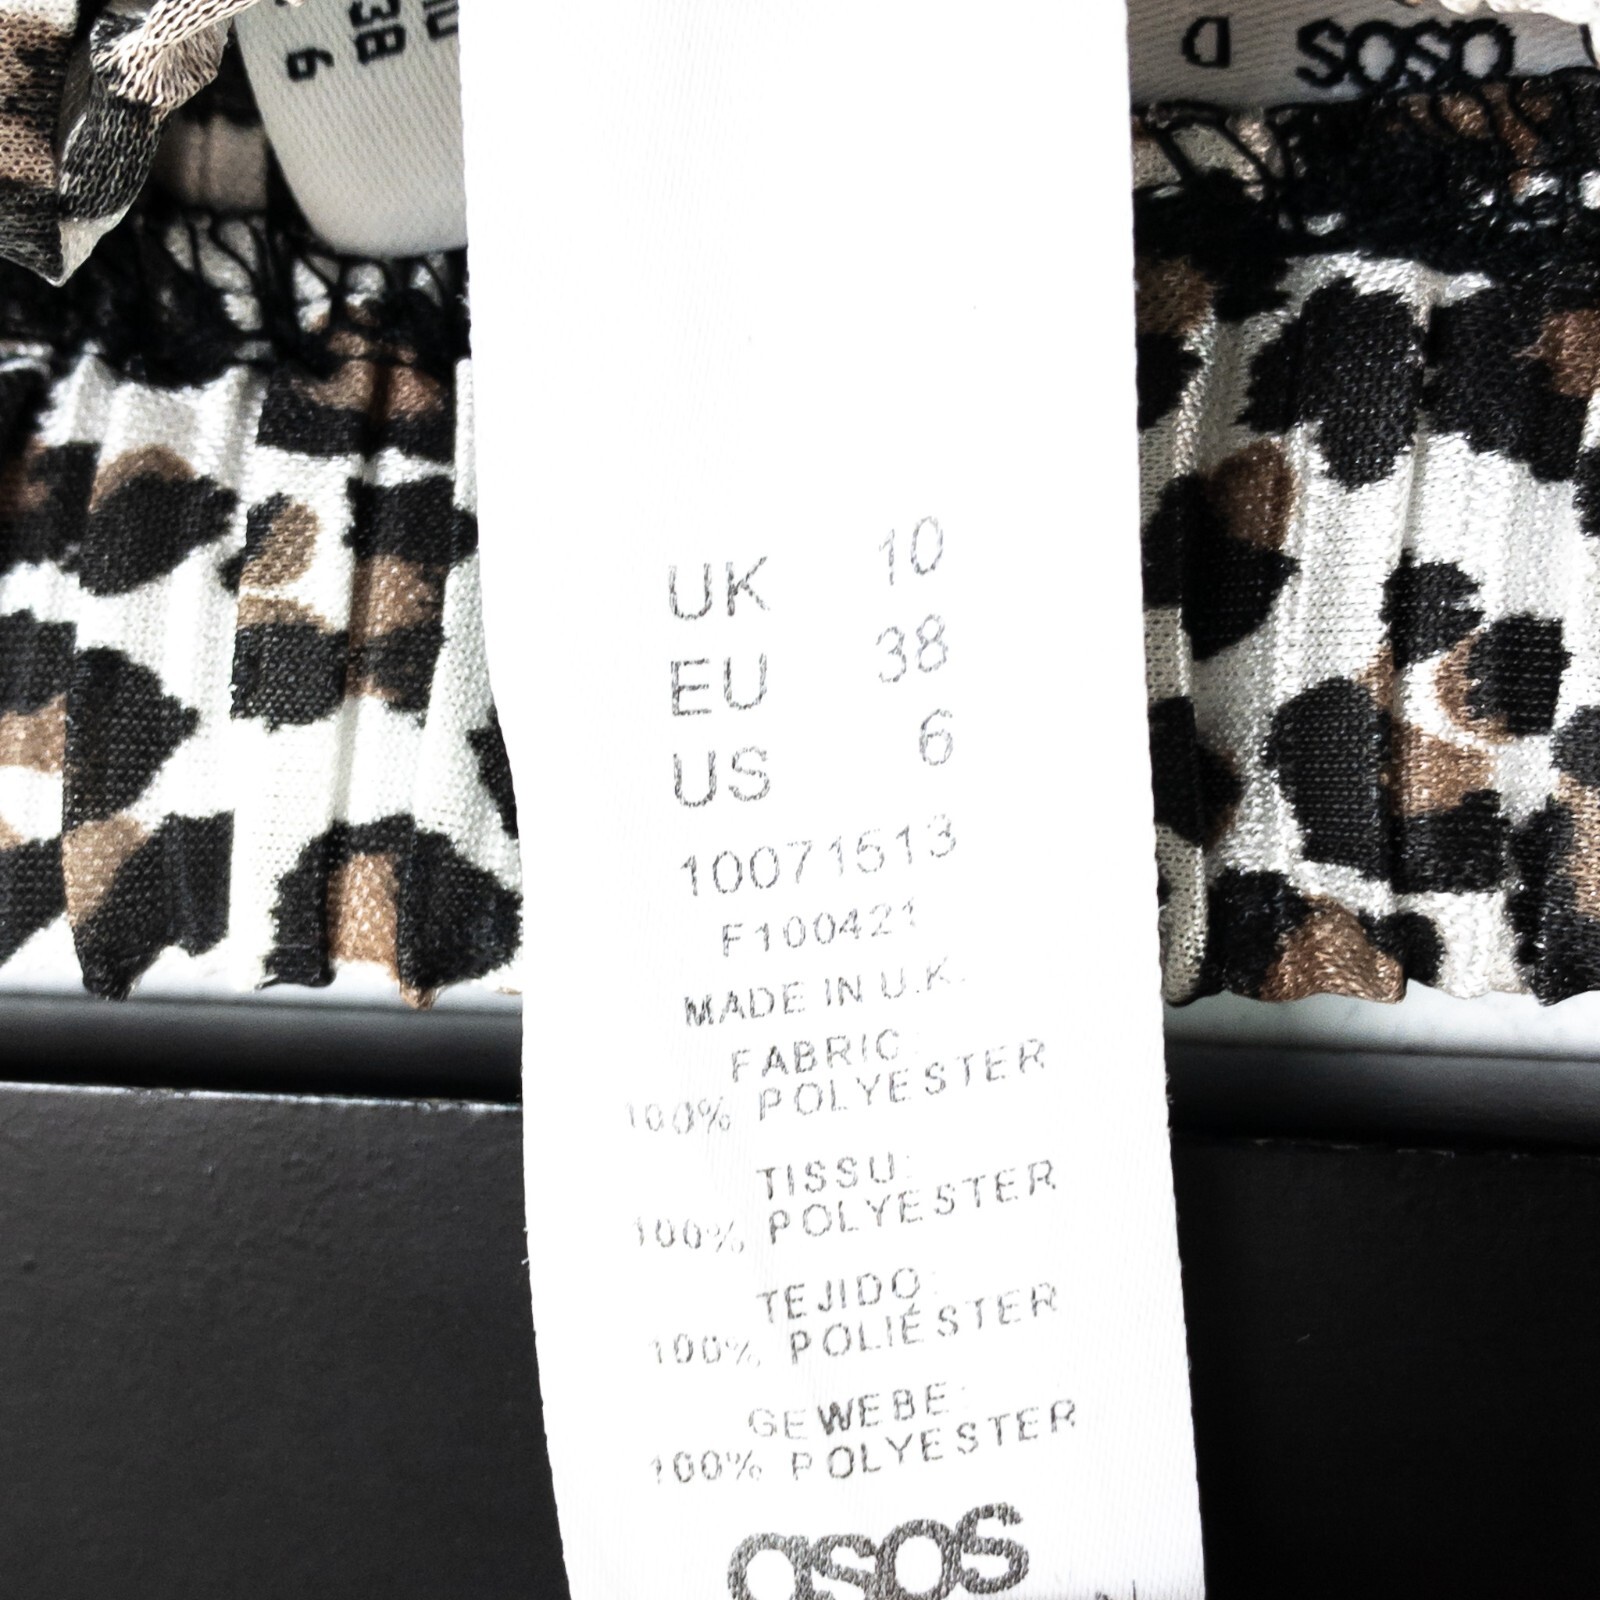 asos
UK 10
EU 38
US 6
10071513
F100421
MADE IN U.K.
FABRIC:
100% POLYESTER
TISSU:
100% POLYESTER
TEJIDO:
100% POLIÉSTER
GEWEBE:
100% POLYESTER
asos